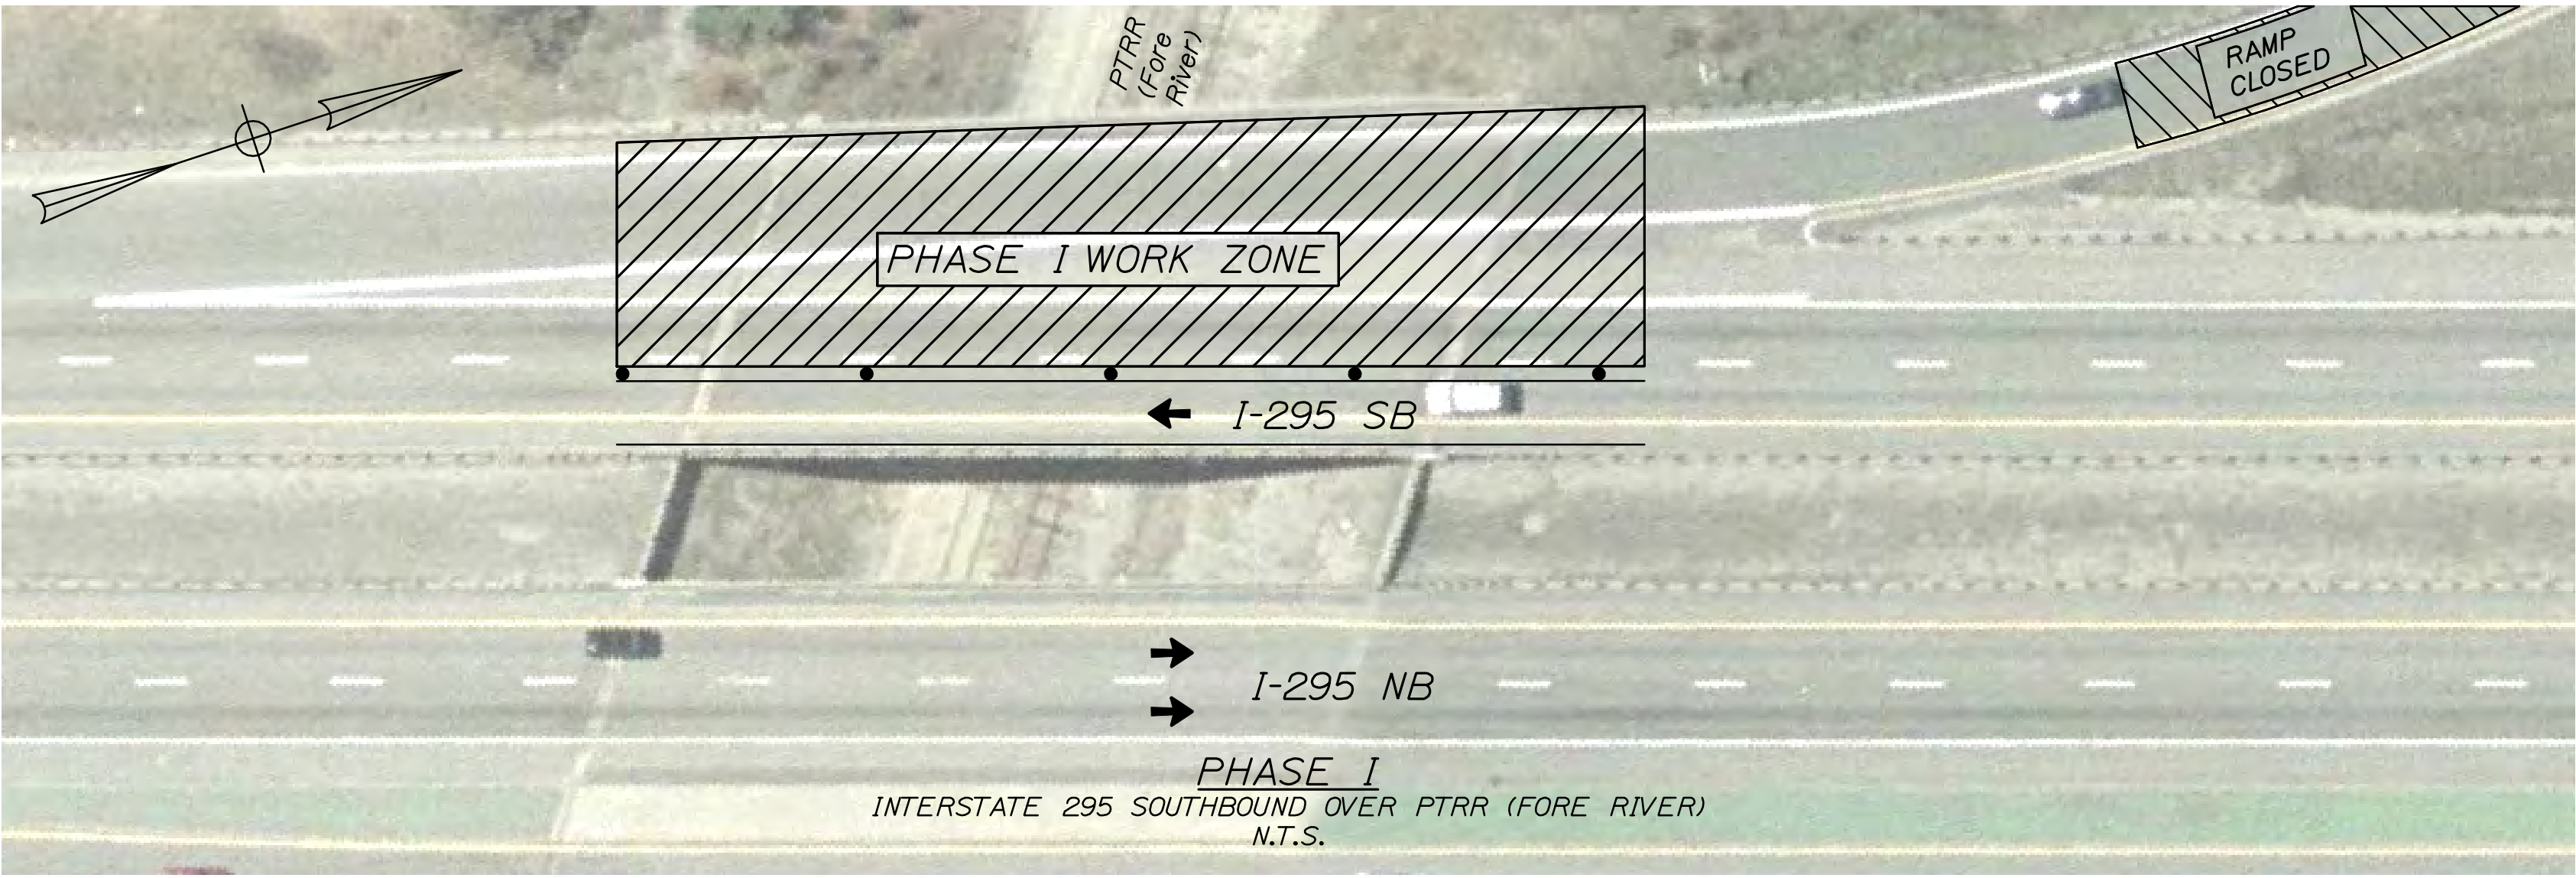 PTRR
(Fore
River)
RAMP
CLOSED
PHASE I WORK ZONE
I-295 SB
I-295 NB
PHASE I
INTERSTATE 295 SOUTHBOUND OVER PTRR (FORE RIVER)
N.T.S.